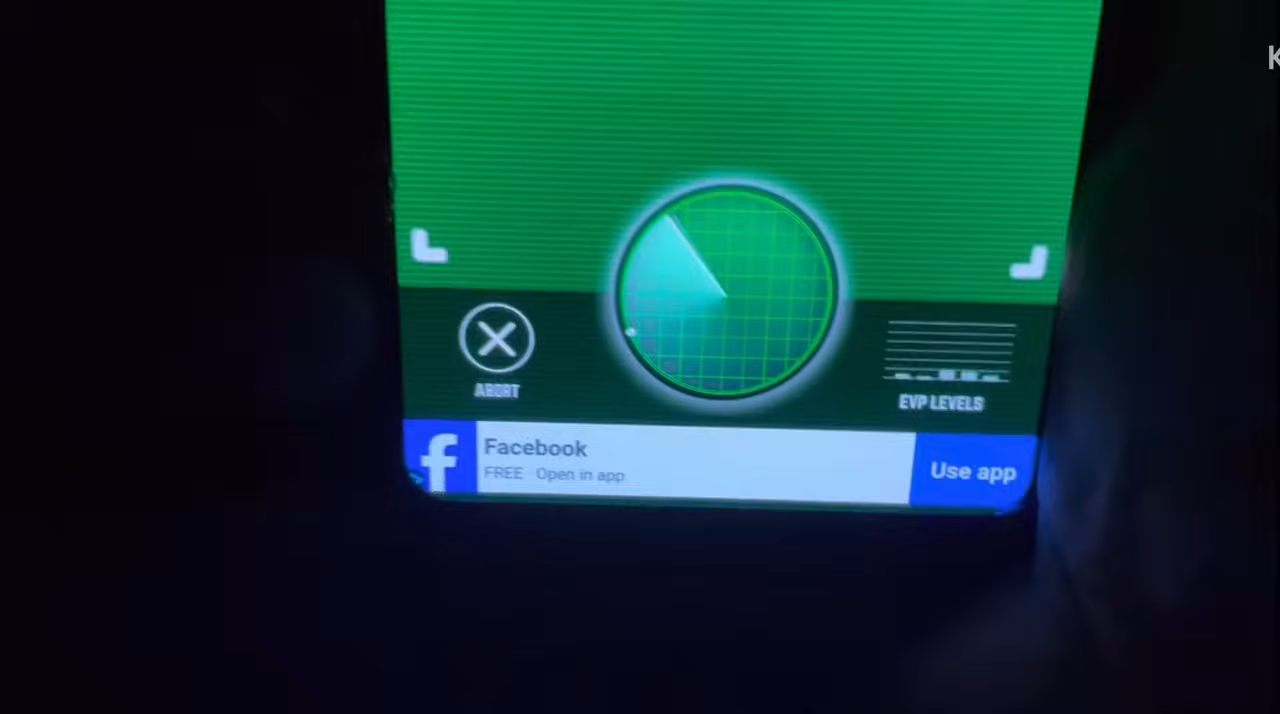 K
ABORT
EVP LEVELS
Facebook
FREE · Open in app
Use app